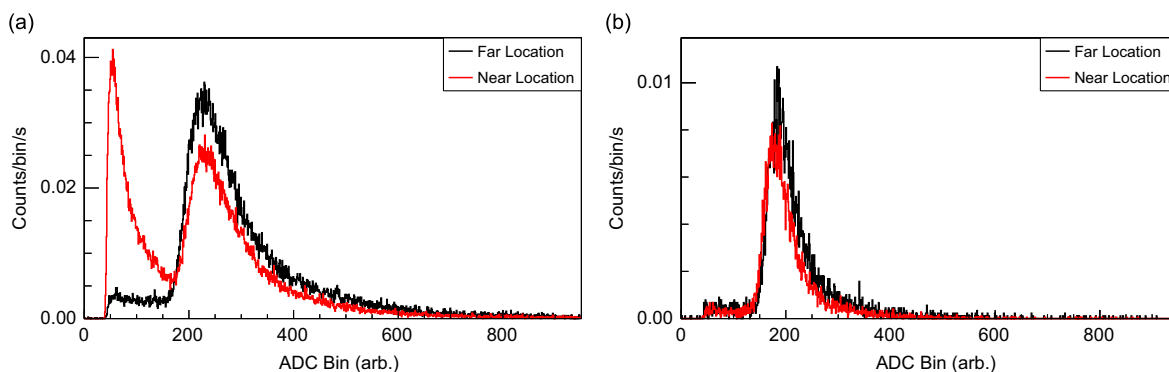 (a)
Counts/bin/s
0.04
0.02
0.00
Far Location
Near Location
0
200
400
600
800
ADC Bin (arb.)
(b)
Counts/bin/s
0.01
0.00
Far Location
Near Location
0
200
400
600
800
ADC Bin (arb.)